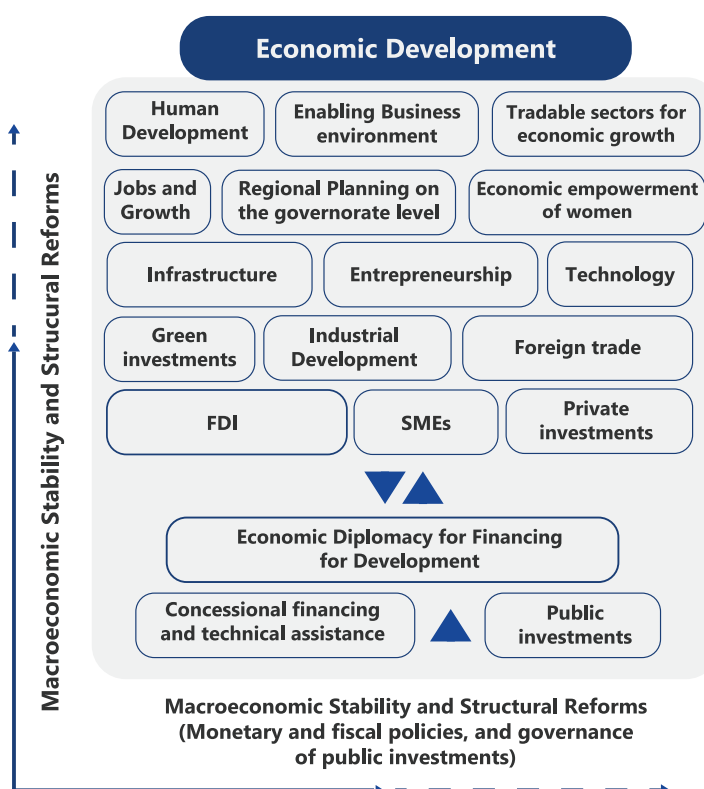 Economic Development
Human
Development
Enabling Business
environment
Tradable sectors for
economic growth
Jobs and
Growth
Regional Planning on
the governorate level
Economic empowerment
of women
Infrastructure
Entrepreneurship
Technology
Green
investments
Industrial
Development
Foreign trade
FDI
SMEs
Private
investments
Economic Diplomacy for Financing
for Development
Concessional financing
and technical assistance
Public
investments
Macroeconomic Stability and Strucural Reforms
Macroeconomic Stability and Structural Reforms
(Monetary and fiscal policies, and governance
of public investments)